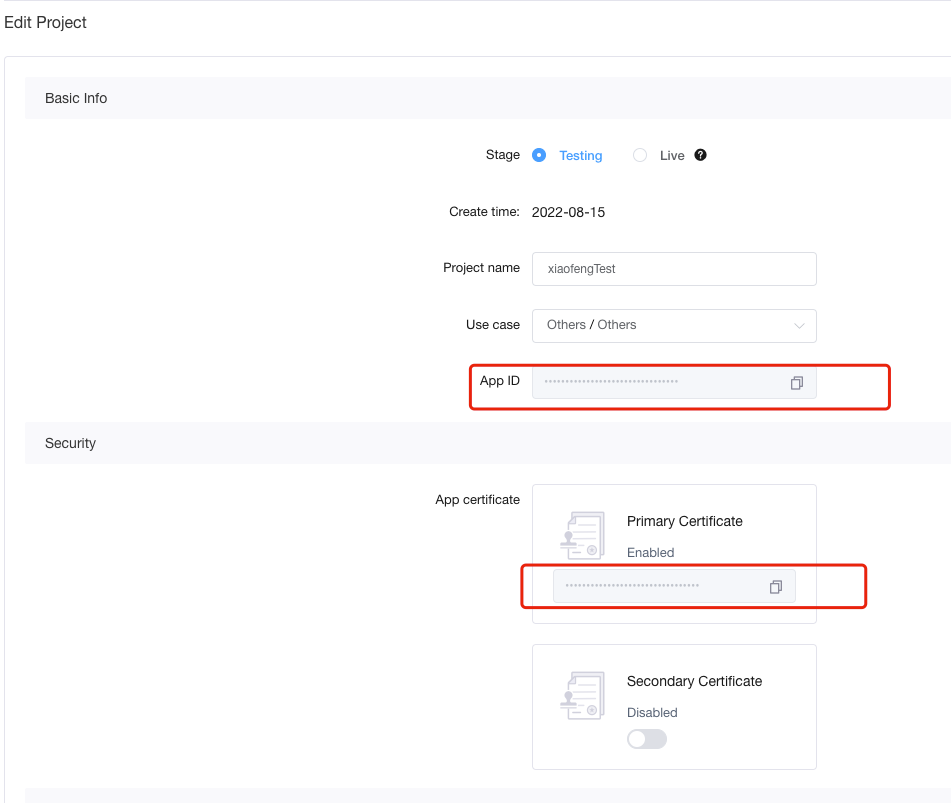 Edit Project
Basic Info
Stage Testing Live ?
Create time: 2022-08-15
Project name xiaofengTest
Use case Others / Others
App ID ••••••••••••••••••••••••••••••••
Security
App certificate
Primary Certificate
Enabled
••••••••••••••••••••••••••••••••
Secondary Certificate
Disabled